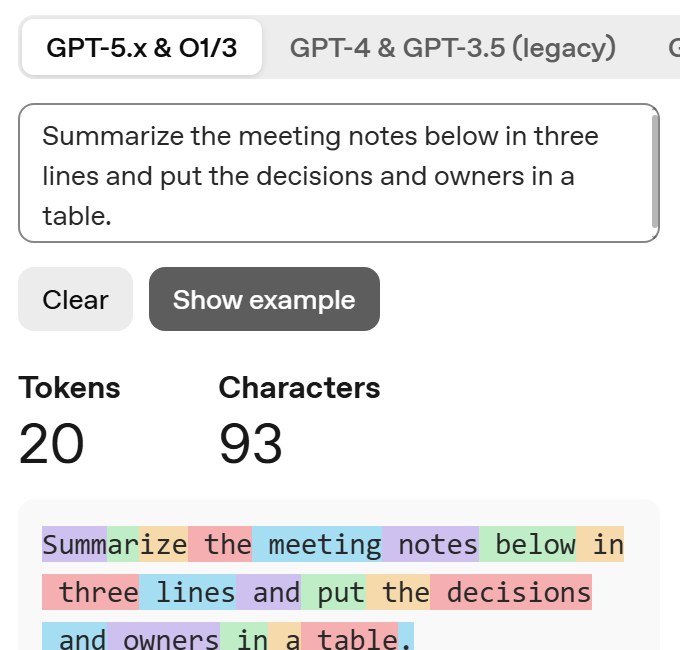 GPT-5.x & O1/3 GPT-4 & GPT-3.5 (legacy)
Summarize the meeting notes below in three
lines and put the decisions and owners in a
table.
Clear Show example
Tokens Characters
20 93
Summarize the meeting notes below in
three lines and put the decisions
and owners in a table.